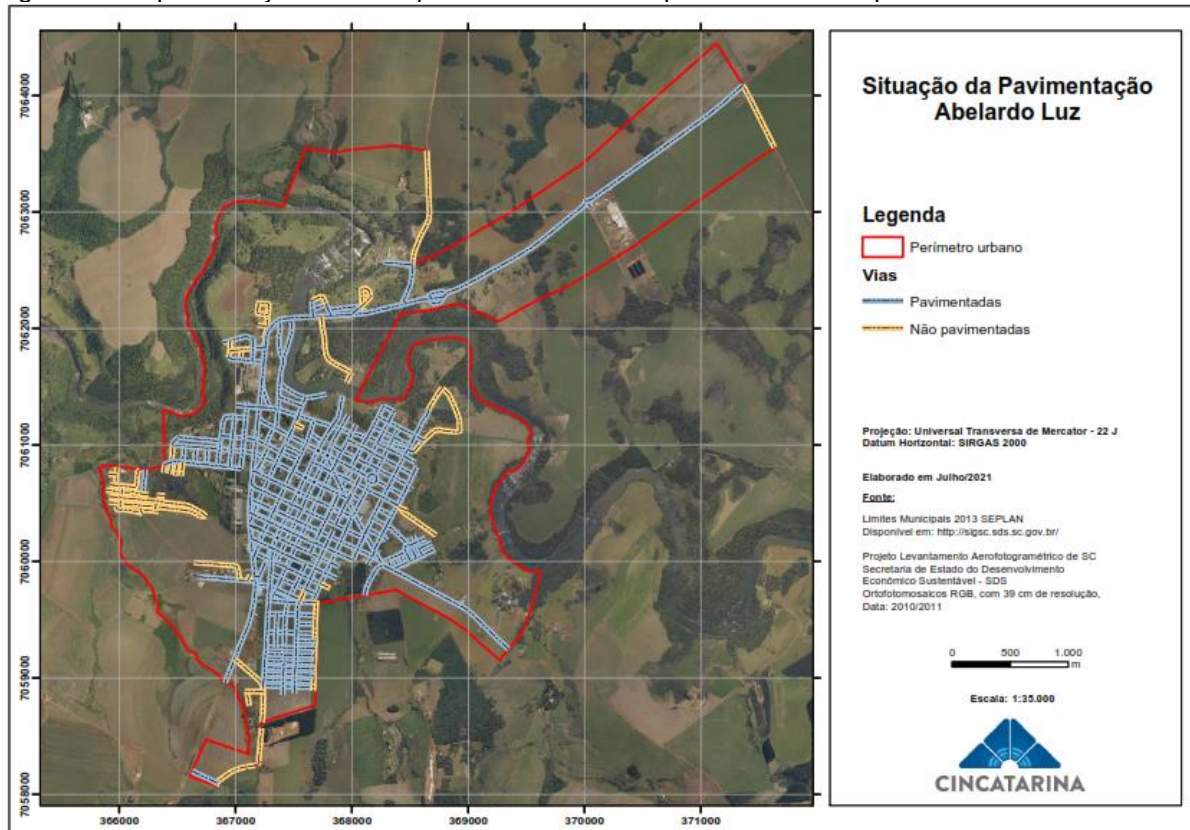 N
7064000
7063000
7062000
7061000
7060000
7059000
7058000
366000
367000
368000
369000
370000
371000
Situação da Pavimentação
Abelardo Luz
Legenda
Perímetro urbano
Vias
Pavimentadas
Não pavimentadas
Projeção: Universal Transversa de Mercator - 22 J
Datum Horizontal: SIRGAS 2000
Elaborado em Julho/2021
Fonte:
Limites Municipais 2013 SEPLAN
Disponível em: http://sigsc.sds.sc.gov.br/
Projeto Levantamento Aerofotogramétrico de SC
Secretaria de Estado do Desenvolvimento
Econômico Sustentável - SDS
Ortofotomosaicos RGB, com 39 cm de resolução,
Data: 2010/2011
0 500 1.000
m
Escala: 1:35.000
CINCATARINA